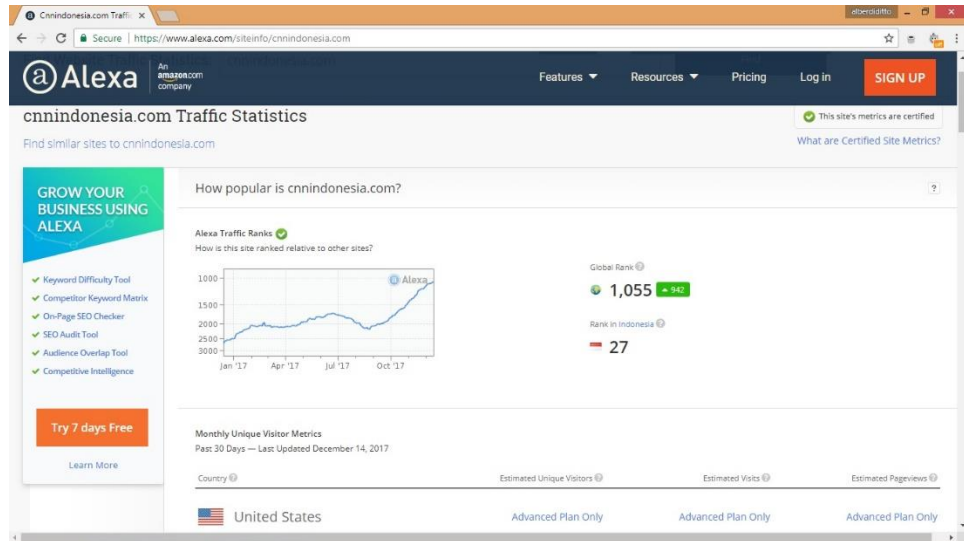 Cnnindonesia.com Traffic
alberdiditto
Secure | https://www.alexa.com/siteinfo/cnnindonesia.com
Alexa
An
amazon.com
company
Features
Resources
Pricing
Log in
SIGN UP
cnnindonesia.com Traffic Statistics
This site's metrics are certified
Find similar sites to cnnindonesia.com
What are Certified Site Metrics?
GROW YOUR
BUSINESS USING
ALEXA
Keyword Difficulty Tool
Competitor Keyword Matrix
On-Page SEO Checker
SEO Audit Tool
Audience Overlap Tool
Competitive Intelligence
Try 7 days Free
Learn More
How popular is cnnindonesia.com?
?
Alexa Traffic Ranks
How is this site ranked relative to other sites?
Alexa
1000
1500
2000
2500
3000
Jan '17 Apr '17 Jul '17 Oct '17
Global Rank
1,055 942
Rank in Indonesia
27
Monthly Unique Visitor Metrics
Past 30 Days — Last Updated December 14, 2017
Country Estimated Unique Visitors Estimated Visits Estimated Pageviews
United States Advanced Plan Only Advanced Plan Only Advanced Plan Only